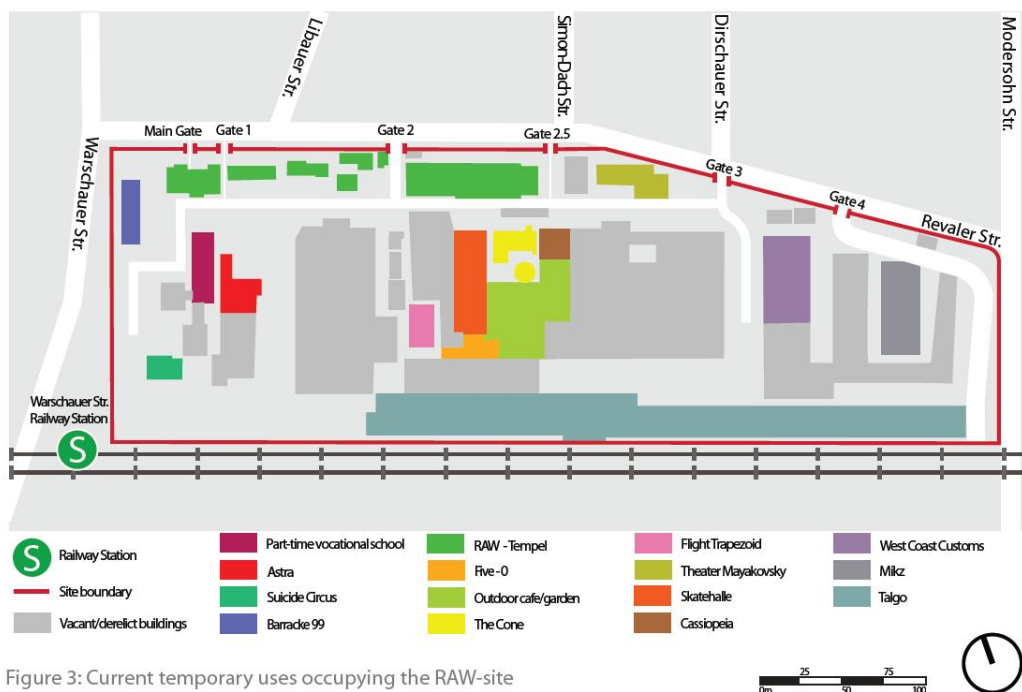 Libauer Str.
Simon-Dach Str.
Dirschauer Str.
Modersohn Str.
Warschauer Str.
Main Gate
Gate 1
Gate 2
Gate 2.5
Gate 3
Gate 4
Revaler Str.
Warschauer Str.
Railway Station
S
S
Railway Station
Site boundary
Vacant/derelict buildings
Part-time vocational school
Astra
Suicide Circus
Barracke 99
RAW - Tempel
Five - 0
Outdoor cafe/garden
The Cone
Flight Trapezoid
Theater Mayakovsky
Skatehalle
Cassiopeia
West Coast Customs
Mikz
Talgo
Figure 3: Current temporary uses occupying the RAW-site
25 75
0m 50 100